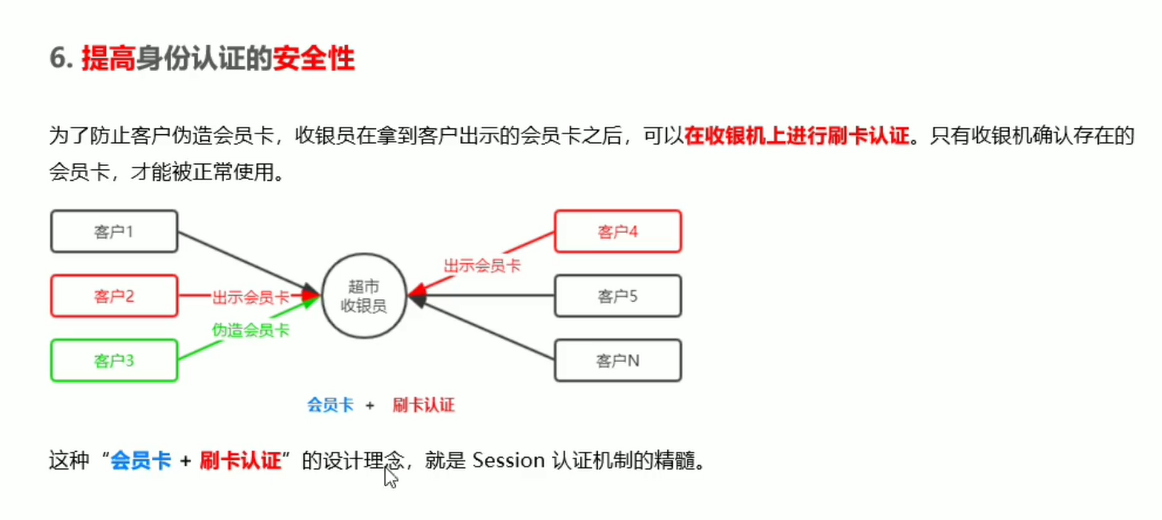 6. 提高身份认证的安全性
为了防止客户伪造会员卡，收银员在拿到客户出示的会员卡之后，可以在收银机上进行刷卡认证。只有收银机确认存在的
会员卡，才能被正常使用。
客户1
客户4
出示会员卡
超市
收银员
客户2
出示会员卡
客户5
伪造会员卡
客户3
客户N
会员卡 + 刷卡认证
这种“会员卡 + 刷卡认证”的设计理念，就是 Session 认证机制的精髓。